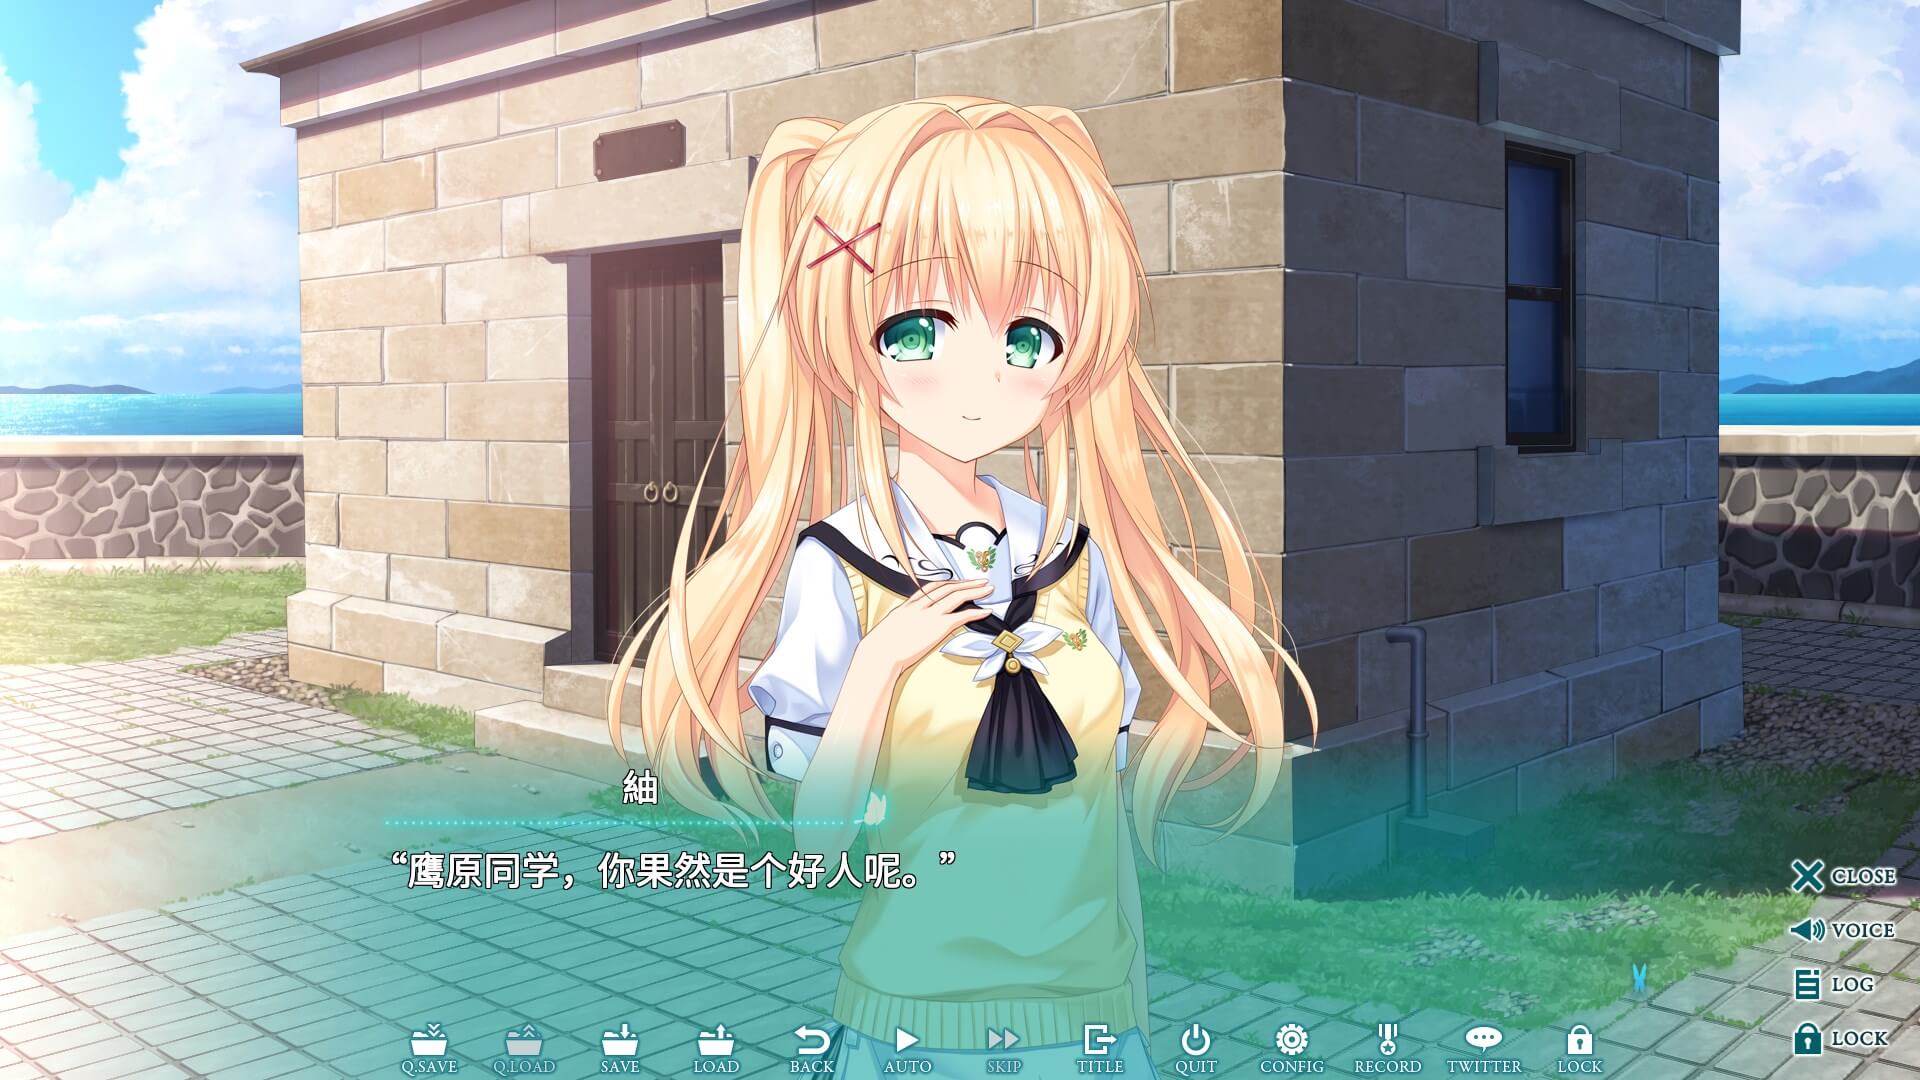 紬
“鹰原同学，你果然是个好人呢。”
CLOSE
VOICE
LOG
LOCK
Q.SAVE
Q.LOAD
SAVE
LOAD
BACK
AUTO
SKIP
TITLE
QUIT
CONFIG
RECORD
TWITTER
LOCK